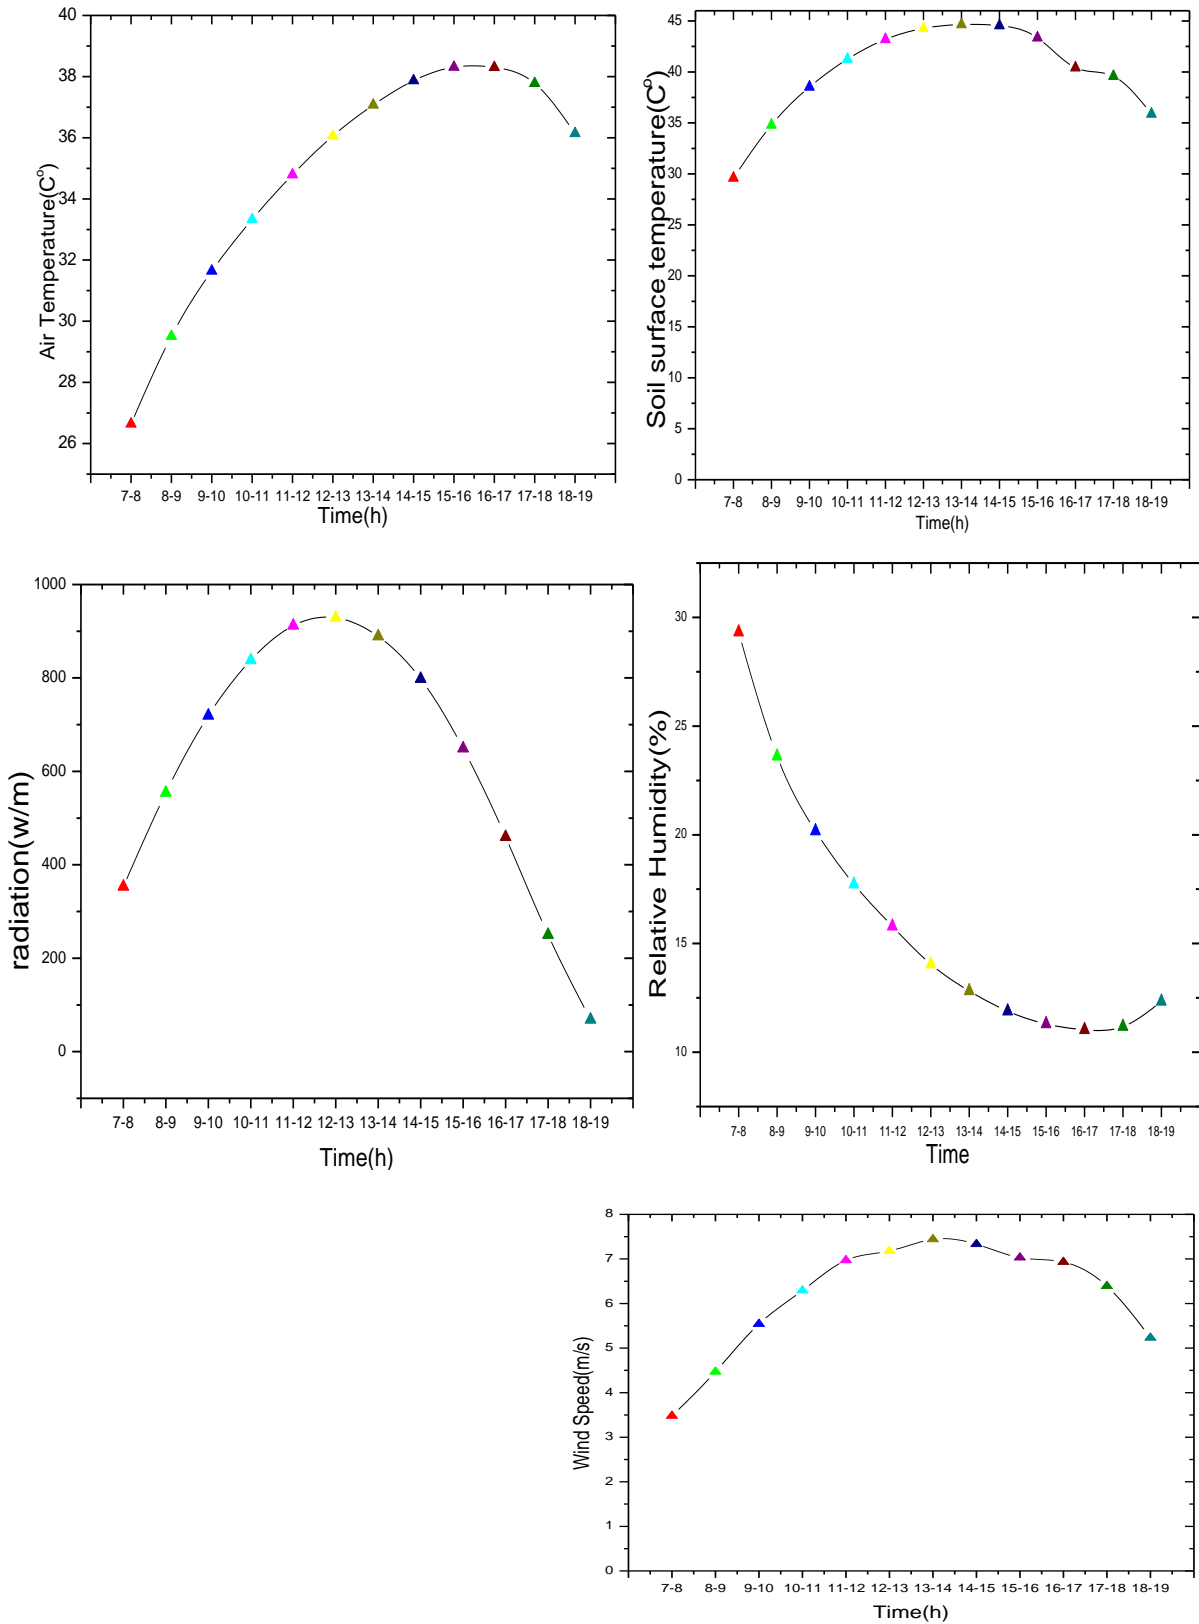 40
38
36
34
32
30
28
26
Air Temperature(C°)
7-8 8-9 9-10 10-11 11-12 12-13 13-14 14-15 15-16 16-17 17-18 18-19
Time(h)
45
40
35
30
25
20
15
10
5
0
Soil surface temperature(C°)
7-8 8-9 9-10 10-11 11-12 12-13 13-14 14-15 15-16 16-17 17-18 18-19
Time(h)
1000
800
600
400
200
0
radiation(w/m)
7-8 8-9 9-10 10-11 11-12 12-13 13-14 14-15 15-16 16-17 17-18 18-19
Time(h)
30
25
20
15
10
Relative Humidity(%)
7-8 8-9 9-10 10-11 11-12 12-13 13-14 14-15 15-16 16-17 17-18 18-19
Time
8
7
6
5
4
3
2
1
0
Wind Speed(m/s)
7-8 8-9 9-10 10-11 11-12 12-13 13-14 14-15 15-16 16-17 17-18 18-19
Time(h)